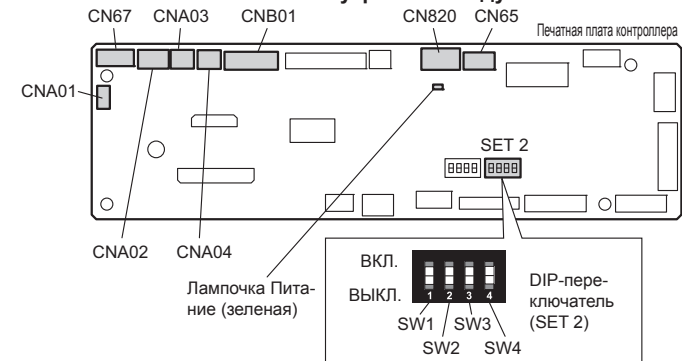 CN67
CNA03
CNB01
CN820
CN65
Печатная плата контроллера
CNA01
SET 2
CNA02
CNA04
Лампочка Пита-
ние (зеленая)
ВКЛ.
ВЫКЛ.
1 2 3 4
DIP-пере-
ключатель
(SET 2)
SW1
SW3
SW2
SW4